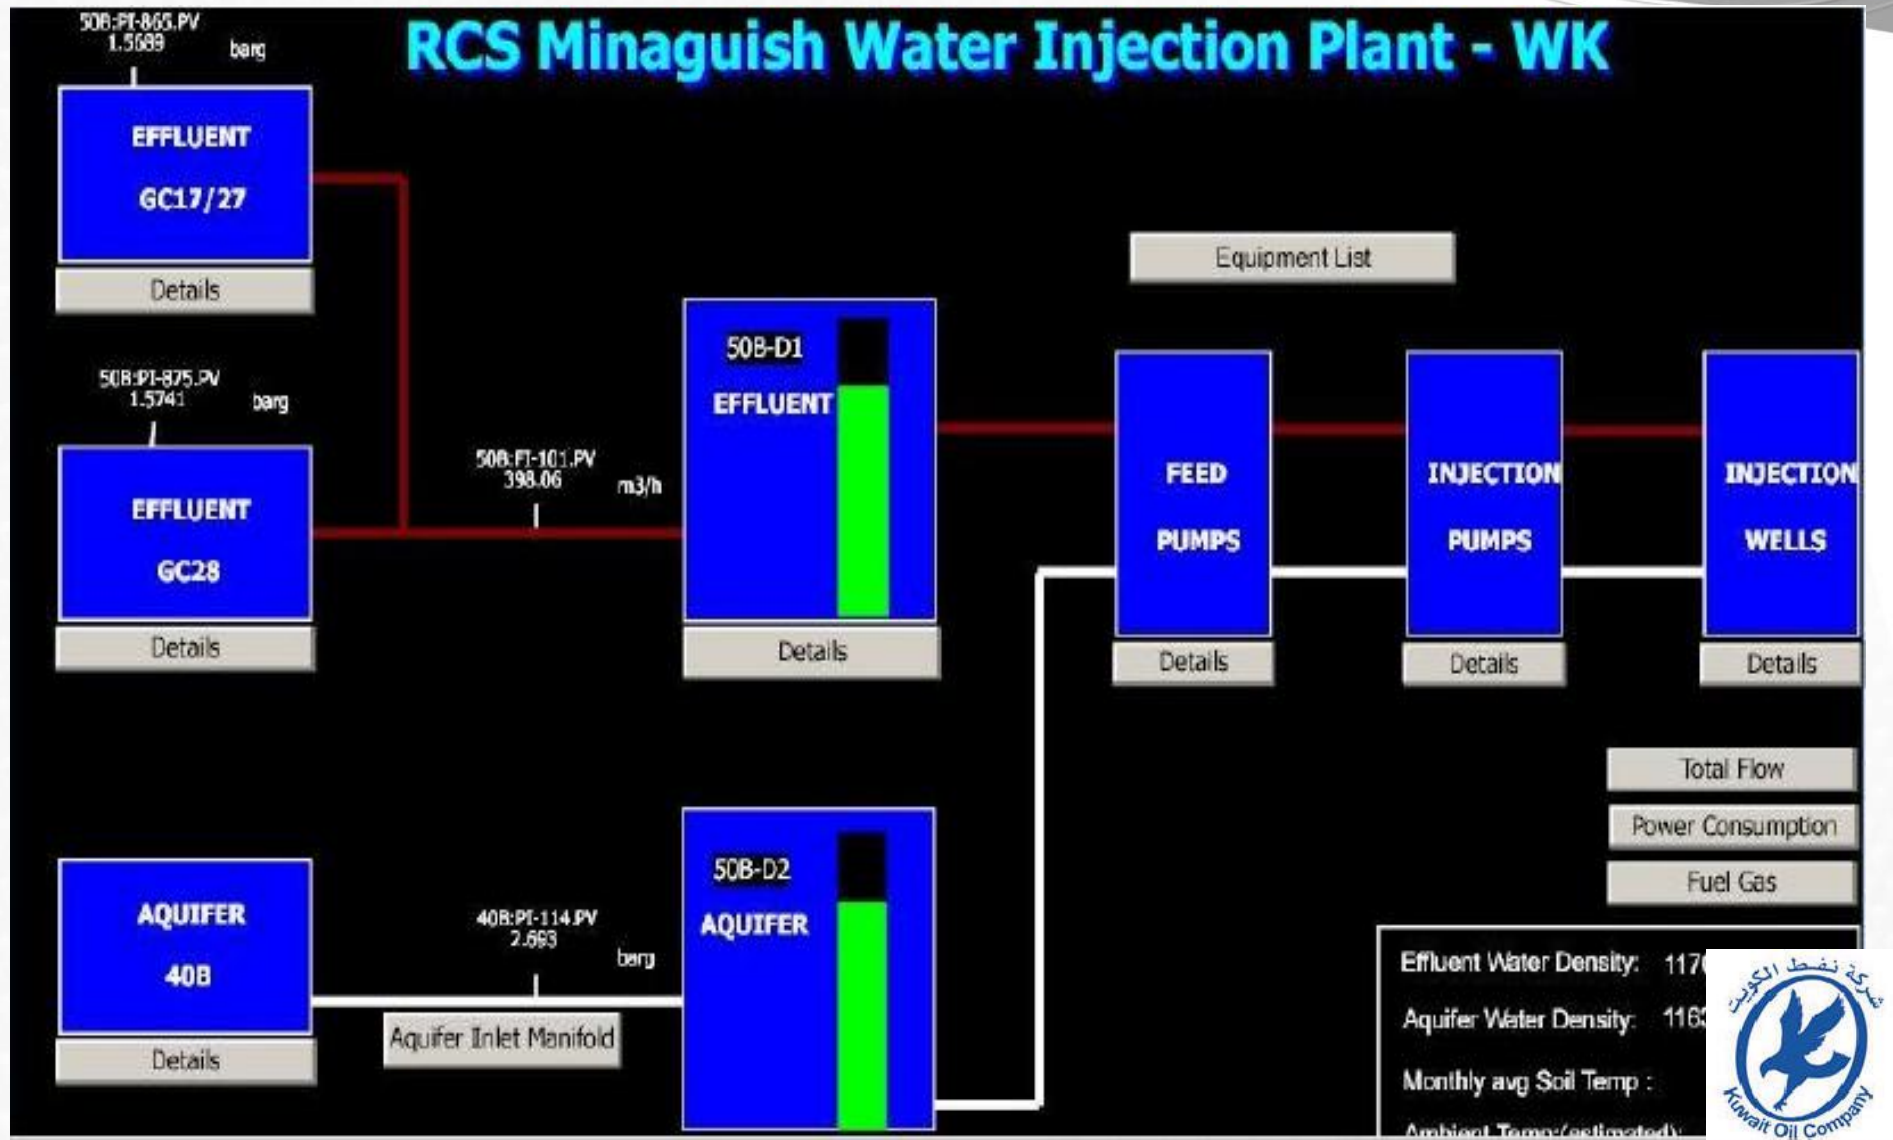 50B:PI-865.PV
1.5689 barg
RCS Minaguish Water Injection Plant - WK
EFFLUENT
GC17/27
Details
Equipment List
50B:PI-875.PV
1.5741 barg
EFFLUENT
GC28
Details
50B:FI-101.PV
398.06 m3/h
50B-D1
EFFLUENT
Details
FEED
PUMPS
Details
INJECTION
PUMPS
Details
INJECTION
WELLS
Details
Total Flow
Power Consumption
Fuel Gas
AQUIFER
40B
Details
40B:PI-114.PV
2.693 barg
Aquifer Inlet Manifold
50B-D2
AQUIFER
Effluent Water Density:
Aquifer Water Density:
Monthly avg Soil Temp :
Ambient Temp:(estimated):
شركة نفط الكويت
Kuwait Oil Company